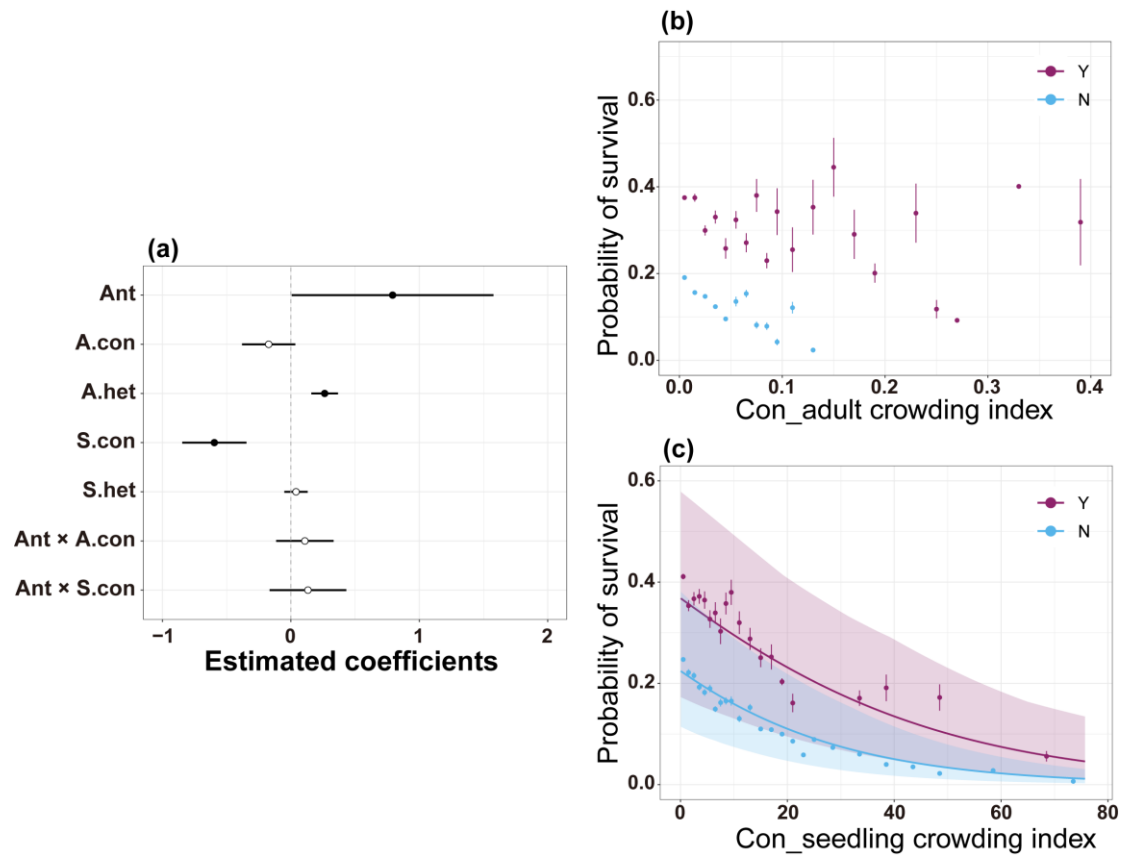 (a)
Ant
A.con
A.het
S.con
S.het
Ant × A.con
Ant × S.con
−1 0 1 2
Estimated coefficients
(b)
Y
N
Probability of survival
0.6
0.4
0.2
0.0
0.0 0.1 0.2 0.3 0.4
Con_adult crowding index
(c)
Y
N
Probability of survival
0.6
0.4
0.2
0.0
0 20 40 60 80
Con_seedling crowding index